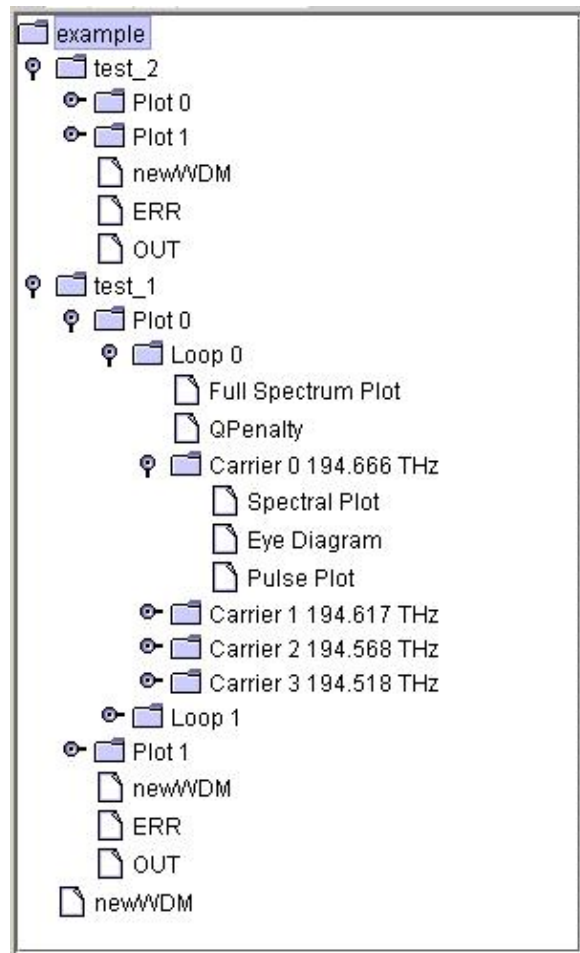 example
test_2
Plot 0
Plot 1
newWDM
ERR
OUT
test_1
Plot 0
Loop 0
Full Spectrum Plot
QPenalty
Carrier 0 194.666 THz
Spectral Plot
Eye Diagram
Pulse Plot
Carrier 1 194.617 THz
Carrier 2 194.568 THz
Carrier 3 194.518 THz
Loop 1
Plot 1
newWDM
ERR
OUT
newWDM